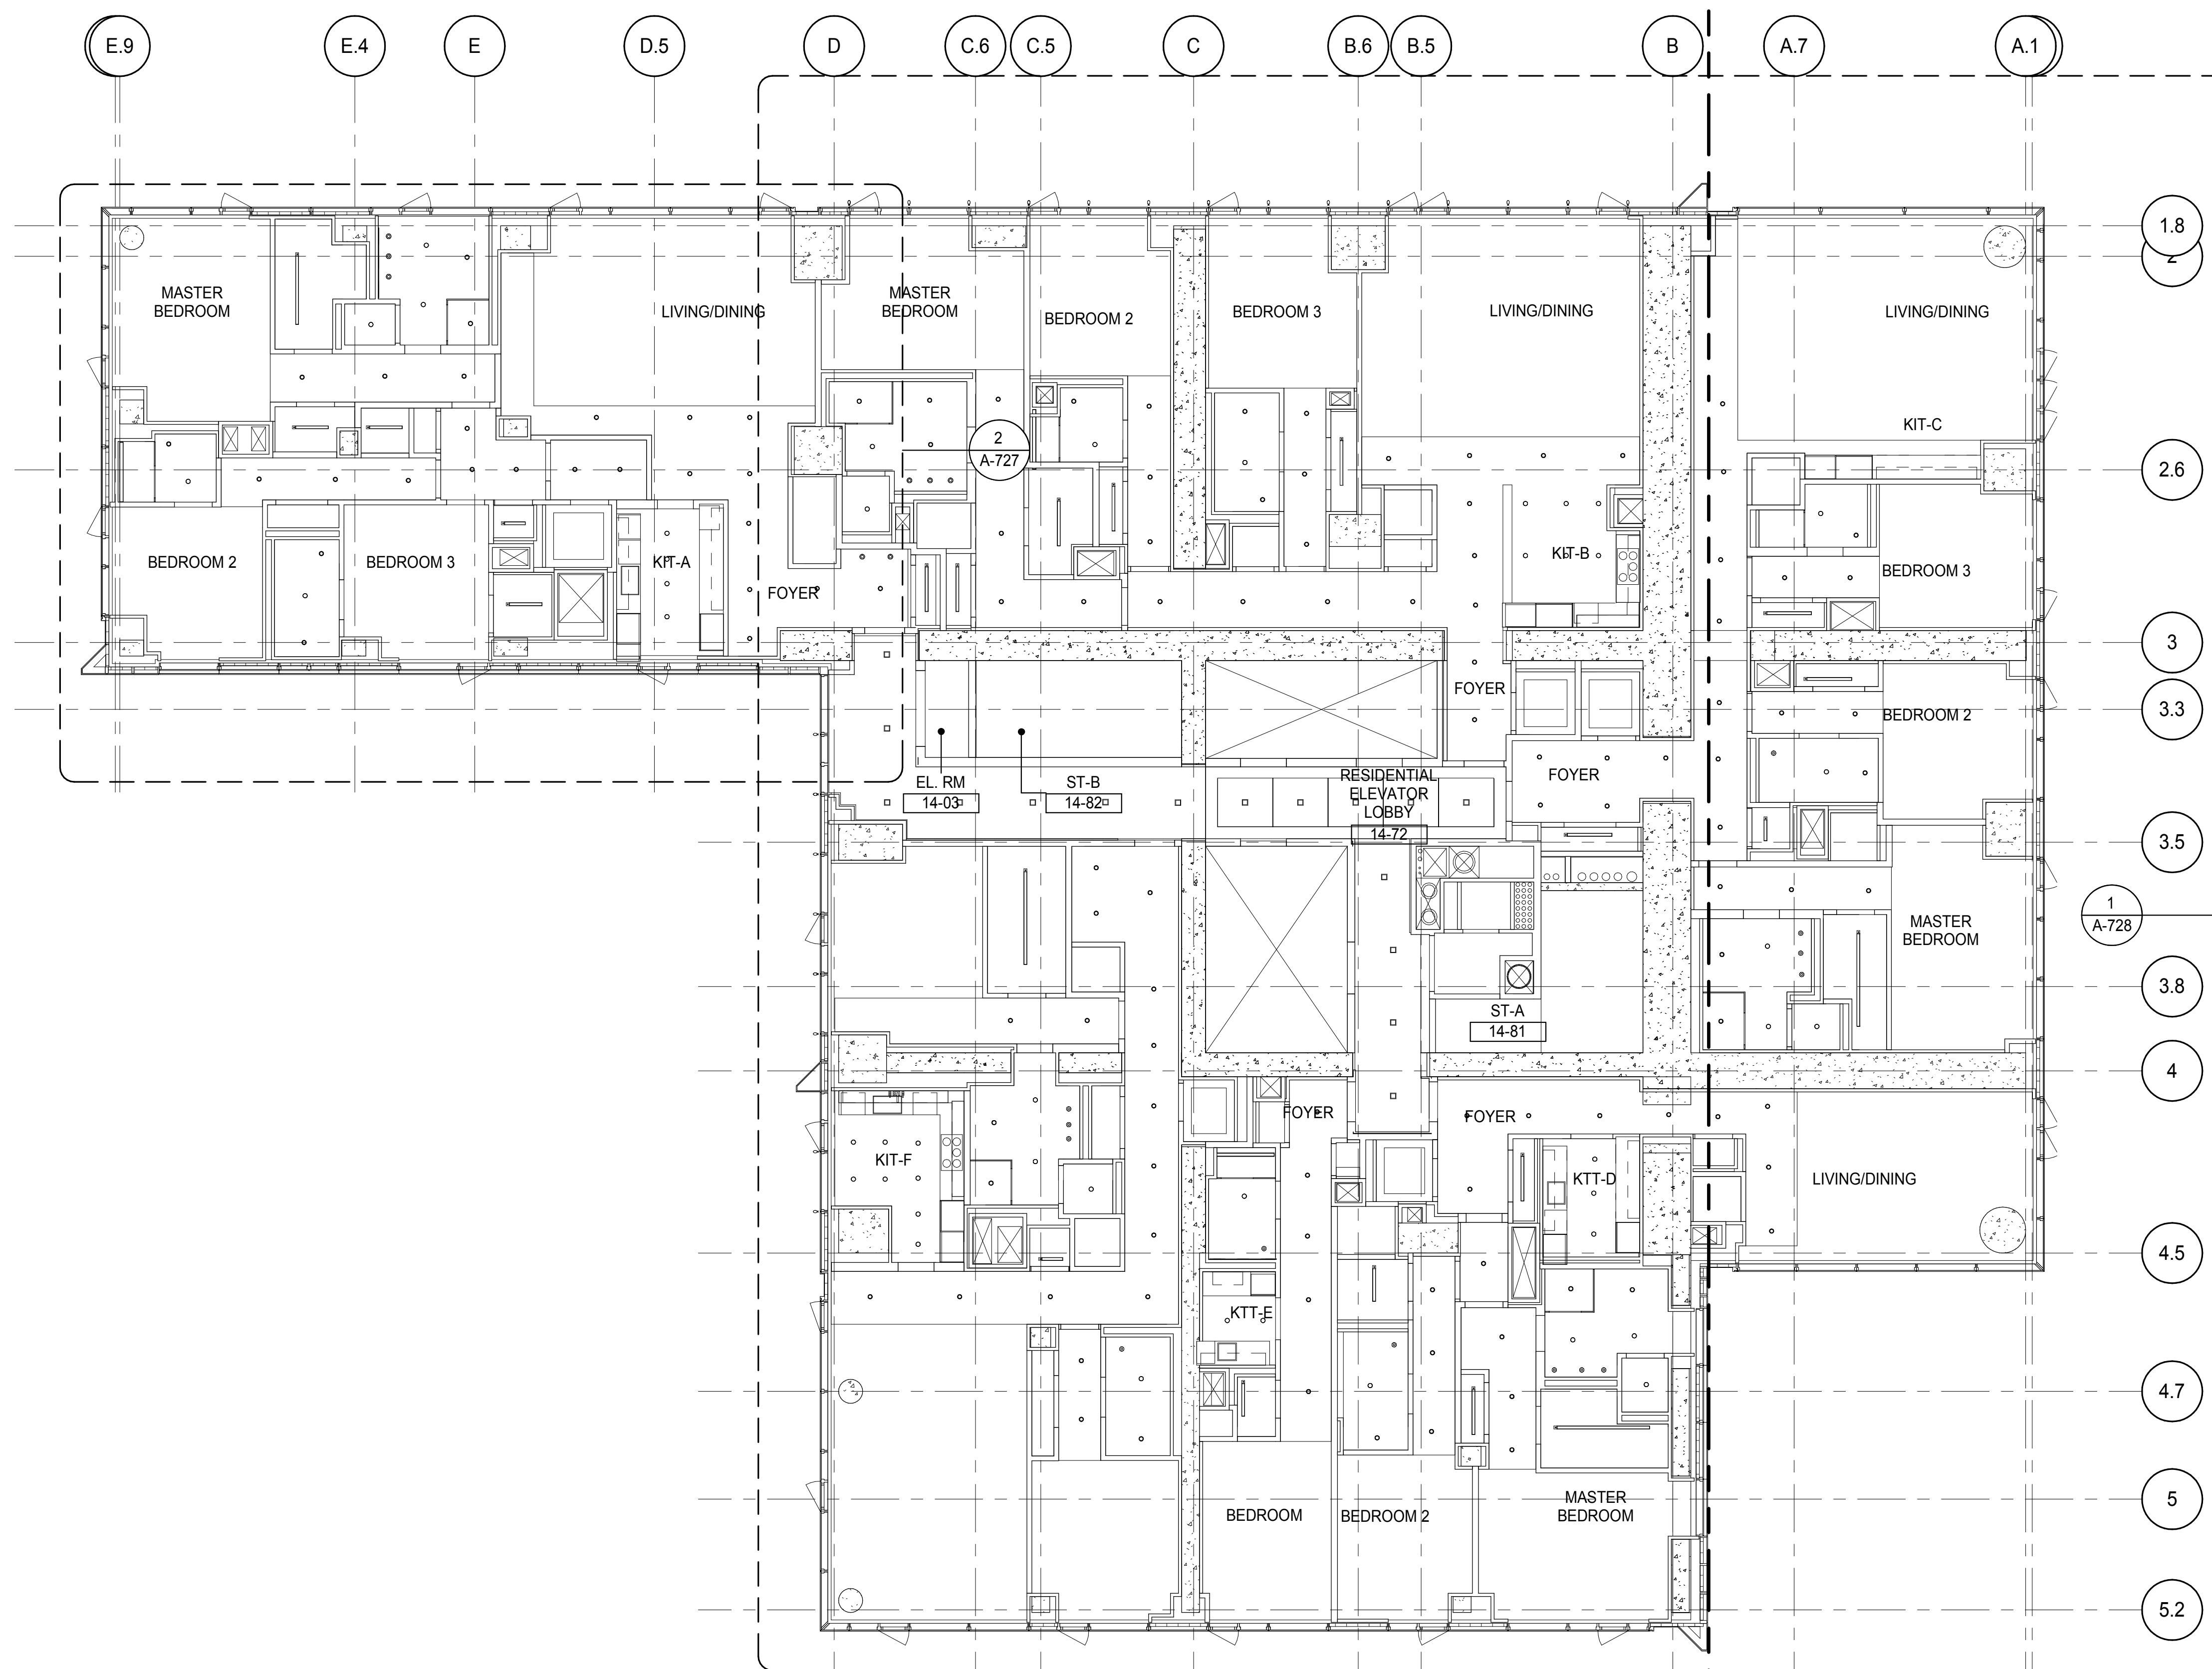 E.9
E.4
E
D.5
D
C.6
C.5
C
B.6
B.5
B
A.7
A.1
1.8
2
MASTER
BEDROOM
LIVING/DINING
MASTER
BEDROOM
BEDROOM 2
BEDROOM 3
LIVING/DINING
LIVING/DINING
KIT-C
2
A-727
2.6
BEDROOM 2
BEDROOM 3
KIT-A
FOYER
KIT-B
BEDROOM 3
3
FOYER
BEDROOM 2
3.3
EL. RM
14-03
ST-B
14-82
RESIDENTIAL
ELEVATOR
LOBBY
14-72
FOYER
3.5
1
A-728
MASTER
BEDROOM
3.8
ST-A
14-81
4
FOYER
FOYER
KIT-F
KTT-D
LIVING/DINING
4.5
KTT-E
4.7
BEDROOM
BEDROOM 2
MASTER
BEDROOM
5
5.2